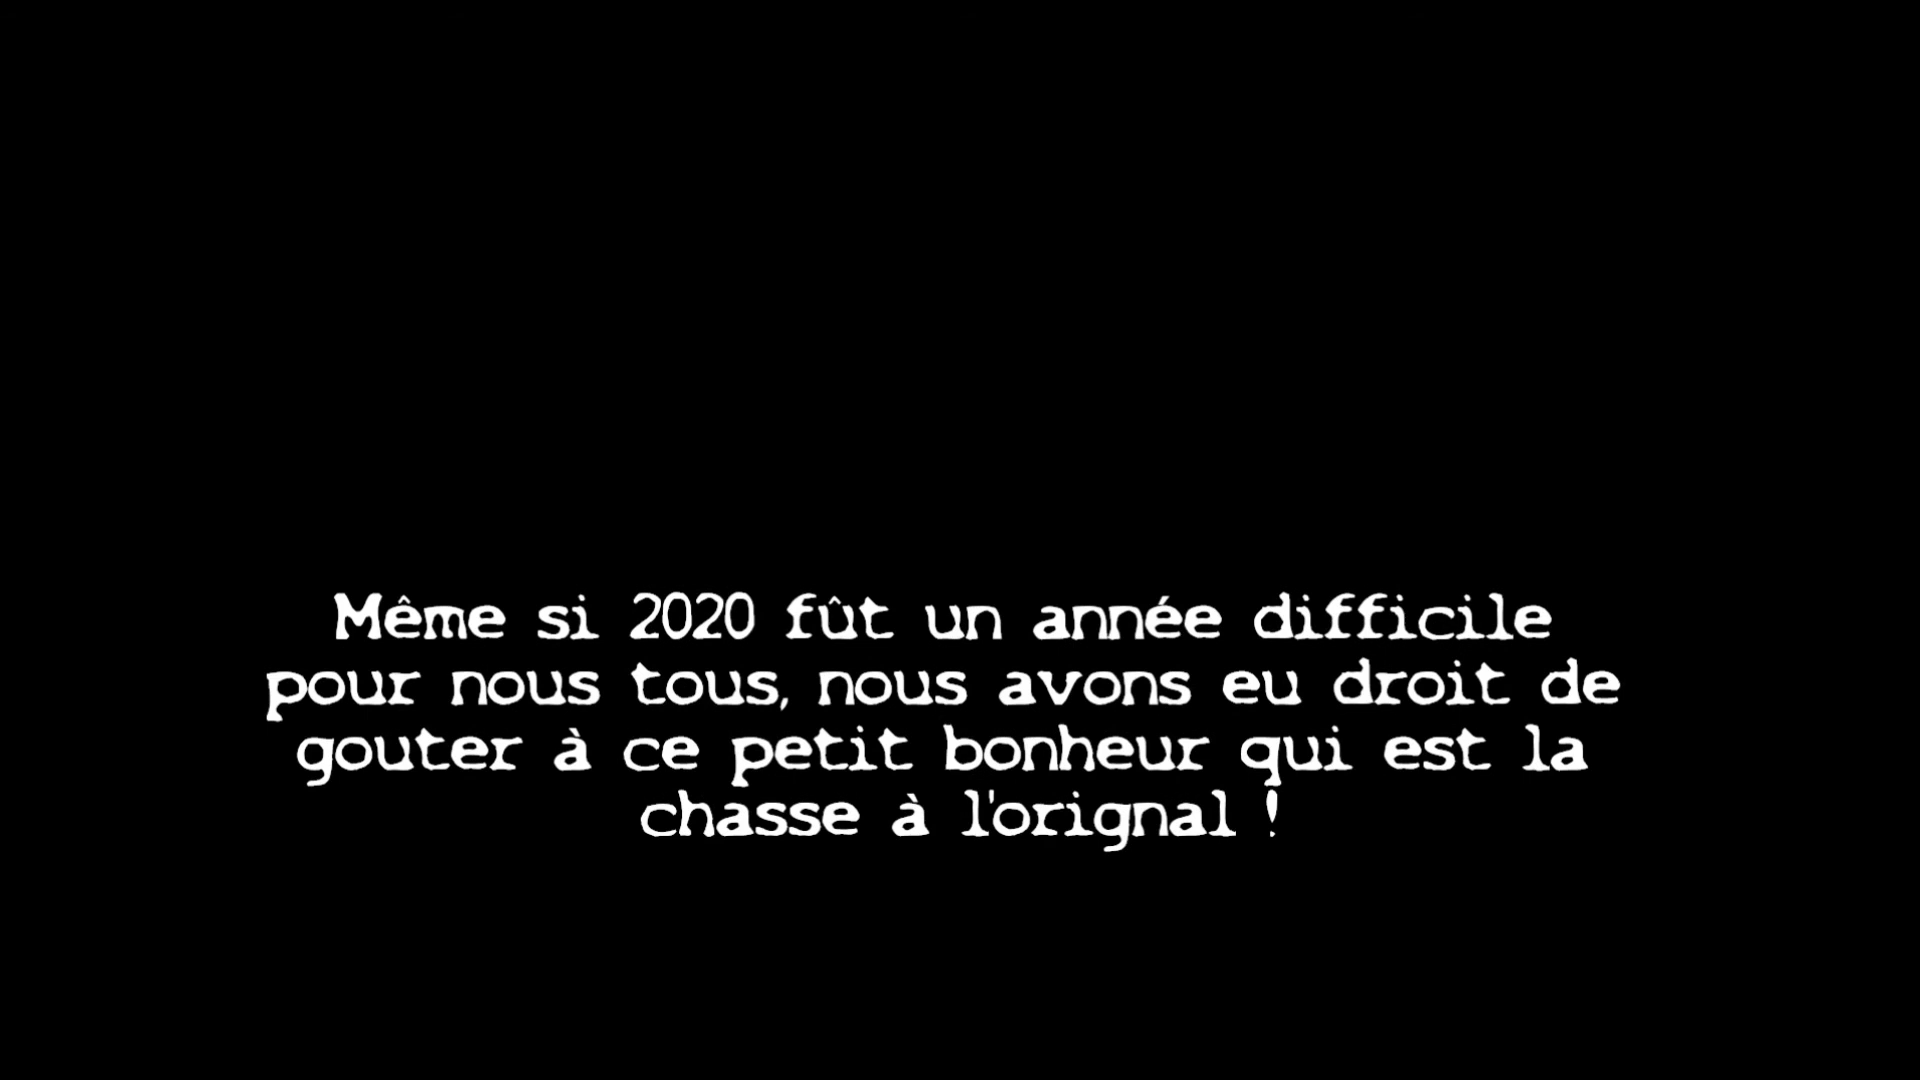 Même si 2020 fût un année difficile
pour nous tous, nous avons eu droit de
gouter à ce petit bonheur qui est la
chasse à l'orignal !